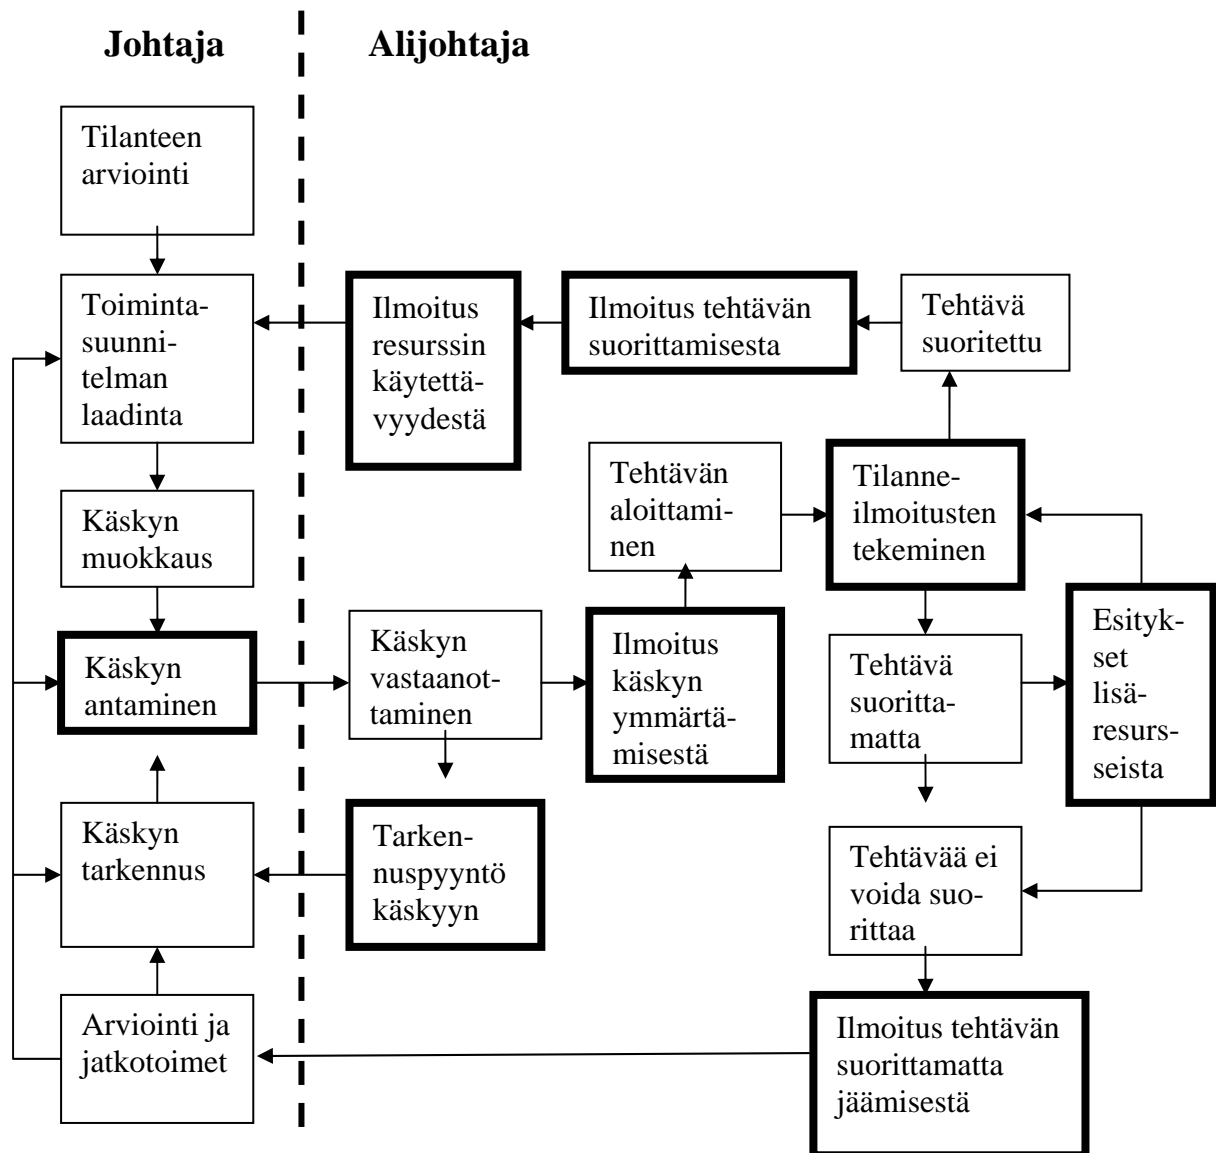 Johtaja
Alijohtaja
Tilanteen
arviointi
Toiminta-
suunni-
telman
laadinta
Ilmoitus
resurssin
käytettä-
vyydestä
Ilmoitus tehtävän
suorittamisesta
Tehtävä
suoritettu
Käskyn
muokkaus
Tehtävän
aloittami-
nen
Tilanne-
ilmoitusten
tekeminen
Käskyn
antaminen
Käskyn
vastaanot-
taminen
Ilmoitus
käskyn
ymmärtä-
misestä
Tehtävä
suoritta-
matta
Esityk-
set
lisä-
resurs-
seista
Käskyn
tarkennus
Tarken-
nuspyyntö
käskyyn
Tehtävää ei
voida suo-
rittaa
Arviointi ja
jatkotoimet
Ilmoitus tehtävän
suorittamatta
jäämisestä